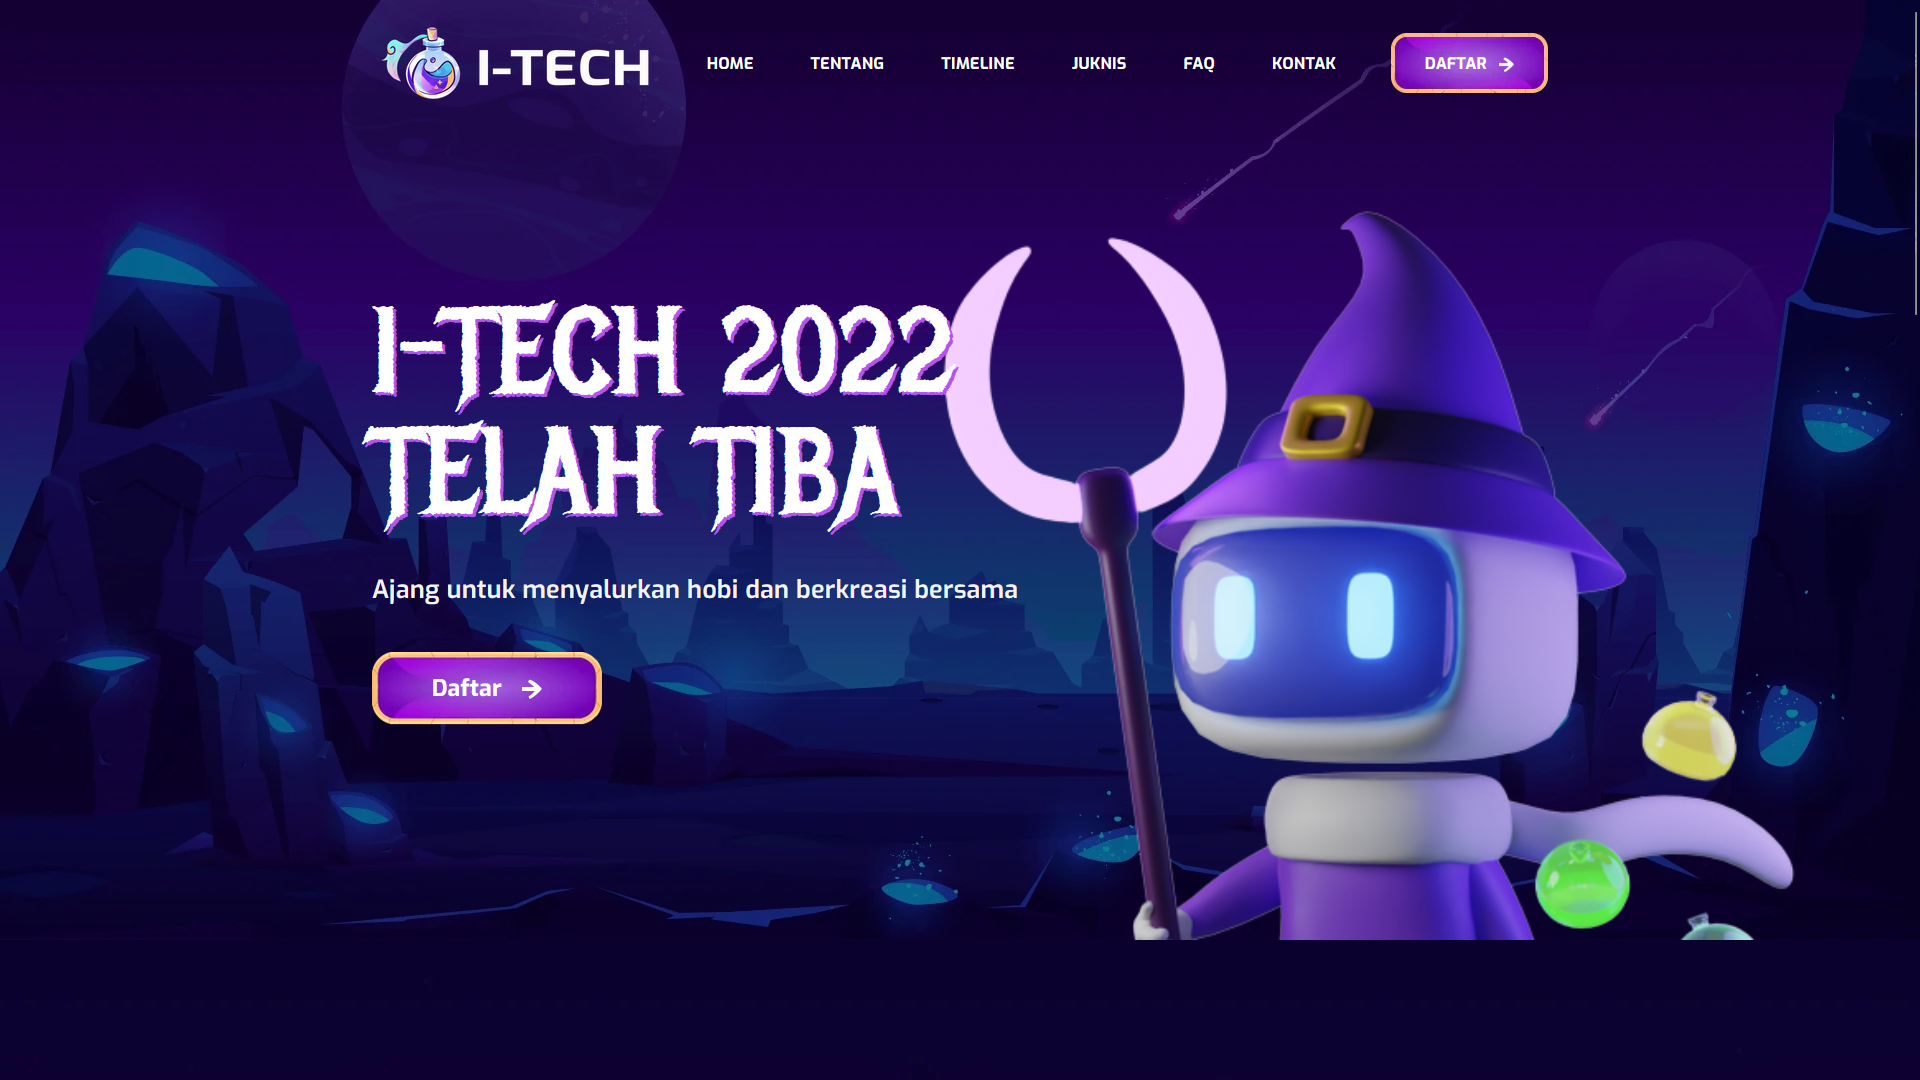 I-TECH
HOME TENTANG TIMELINE JUKNIS FAQ KONTAK DAFTAR →
I-TECH 2022
TELAH TIBA
Ajang untuk menyalurkan hobi dan berkreasi bersama
Daftar →